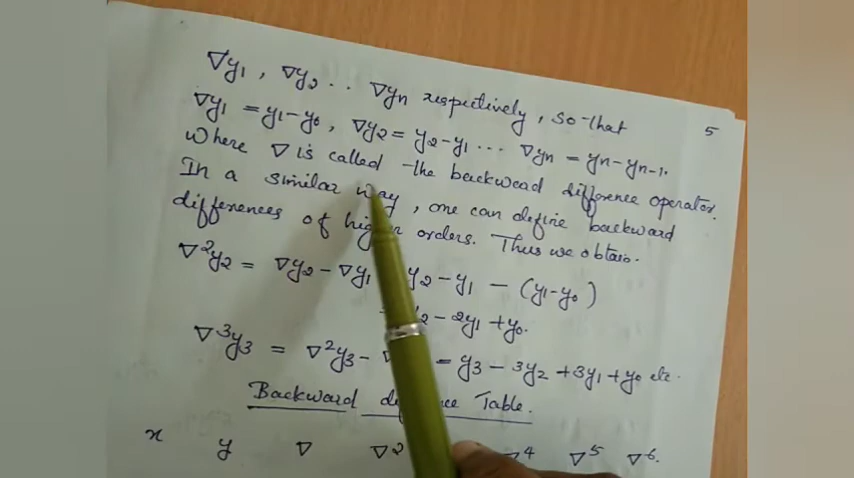 ∇y1, ∇y2 .. ∇yn respectively, so-that
5
∇y1 = y1-y0, ∇y2 = y2-y1 ... ∇yn = yn-yn-1.
Where ∇ is called the backward difference operator.
In a similar way, one can define backward
differences of higher orders. Thus we obtain.
∇²y2 = ∇y2 - ∇y1 y2 - y1 - (y1-y0)
- 2y1 + y0.
∇³y3 = ∇²y3 - = y3 - 3y2 + 3y1 + y0 etc.
Backward Table.
x y ∇ ∇2 ∇4 ∇5 ∇6.